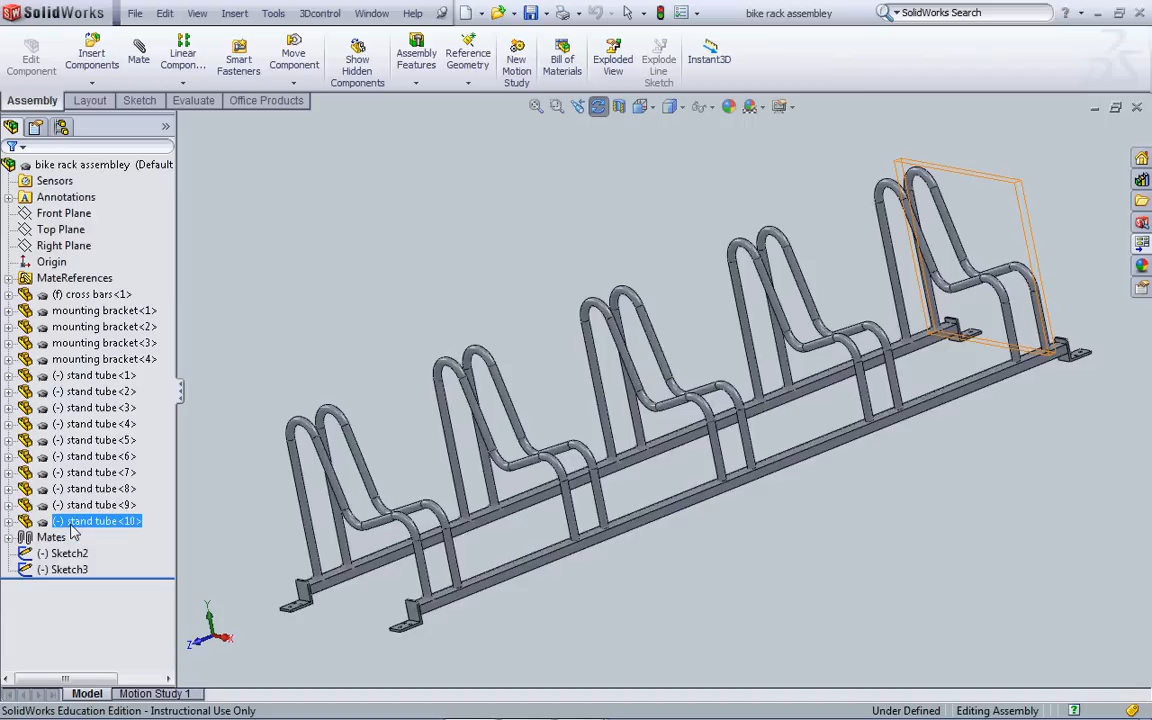 SolidWorks
File Edit View Insert Tools 3Dcontrol Window Help
bike rack assembley
SolidWorks Search
Edit Component
Insert Components
Mate
Linear Compon...
Smart Fasteners
Move Component
Show Hidden Components
Assembly Features
Reference Geometry
New Motion Study
Bill of Materials
Exploded View
Explode Line Sketch
Instant3D
Assembly Layout Sketch Evaluate Office Products
bike rack assembley (Default
Sensors
Annotations
Front Plane
Top Plane
Right Plane
Origin
MateReferences
(f) cross bars<1>
mounting bracket<1>
mounting bracket<2>
mounting bracket<3>
mounting bracket<4>
(-) stand tube<1>
(-) stand tube<2>
(-) stand tube<3>
(-) stand tube<4>
(-) stand tube<5>
(-) stand tube<6>
(-) stand tube<7>
(-) stand tube<8>
(-) stand tube<9>
(-) stand tube<10>
Mates
(-) Sketch2
(-) Sketch3
Y
Z X
Model Motion Study 1
SolidWorks Education Edition - Instructional Use Only
Under Defined Editing Assembly